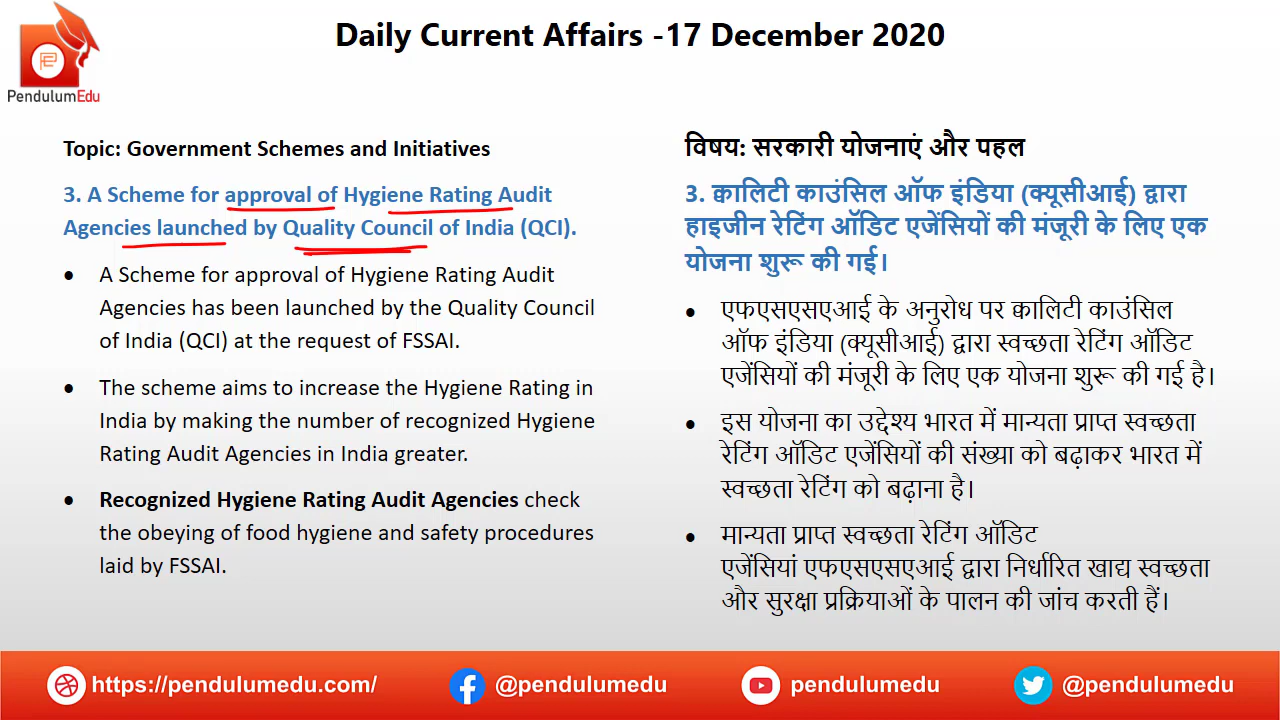 PendulumEdu
Daily Current Affairs -17 December 2020
Topic: Government Schemes and Initiatives
3. A Scheme for approval of Hygiene Rating Audit
Agencies launched by Quality Council of India (QCI).
• A Scheme for approval of Hygiene Rating Audit
Agencies has been launched by the Quality Council
of India (QCI) at the request of FSSAI.
• The scheme aims to increase the Hygiene Rating in
India by making the number of recognized Hygiene
Rating Audit Agencies in India greater.
• Recognized Hygiene Rating Audit Agencies check
the obeying of food hygiene and safety procedures
laid by FSSAI.
विषय: सरकारी योजनाएं और पहल
3. क्वालिटी काउंसिल ऑफ इंडिया (क्यूसीआई) द्वारा
हाइजीन रेटिंग ऑडिट एजेंसियों की मंजूरी के लिए एक
योजना शुरू की गई।
• एफएसएसएआई के अनुरोध पर क्वालिटी काउंसिल
ऑफ इंडिया (क्यूसीआई) द्वारा स्वच्छता रेटिंग ऑडिट
एजेंसियों की मंजूरी के लिए एक योजना शुरू की गई है।
• इस योजना का उद्देश्य भारत में मान्यता प्राप्त स्वच्छता
रेटिंग ऑडिट एजेंसियों की संख्या को बढ़ाकर भारत में
स्वच्छता रेटिंग को बढ़ाना है।
• मान्यता प्राप्त स्वच्छता रेटिंग ऑडिट
एजेंसियां एफएसएसएआई द्वारा निर्धारित खाद्य स्वच्छता
और सुरक्षा प्रक्रियाओं के पालन की जांच करती हैं।
https://pendulumedu.com/
@pendulumedu
pendulumedu
@pendulumedu